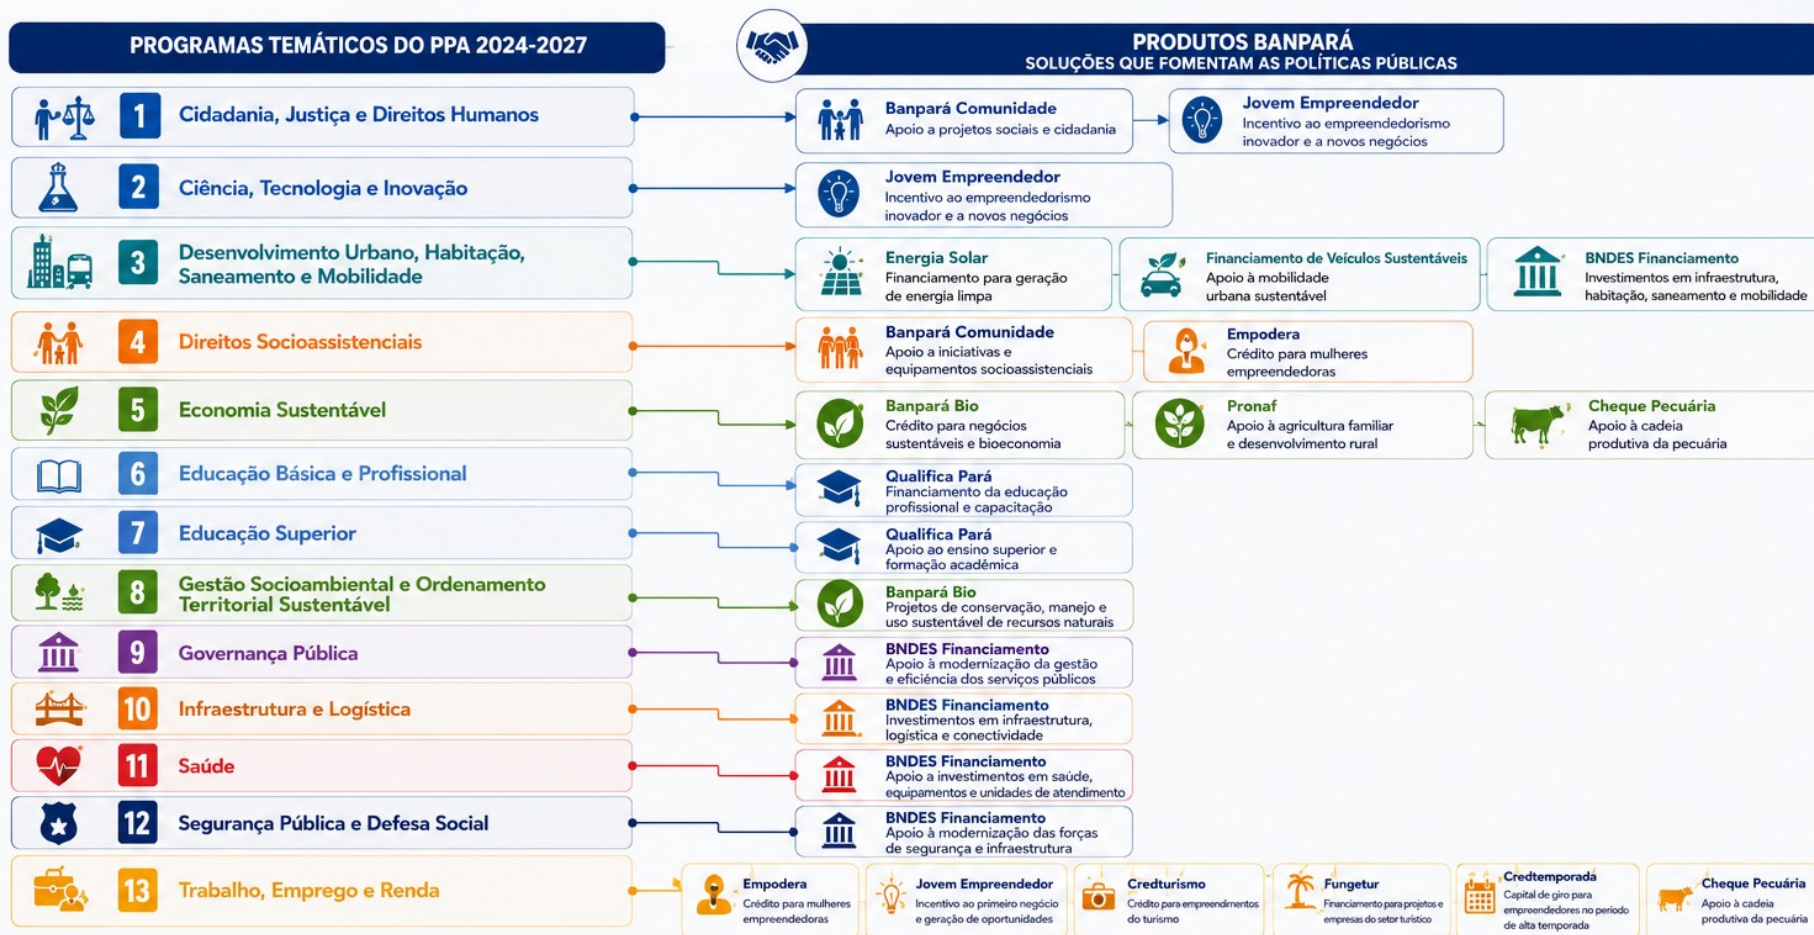 PROGRAMAS TEMÁTICOS DO PPA 2024-2027
PRODUTOS BANPARÁ
SOLUÇÕES QUE FOMENTAM AS POLÍTICAS PÚBLICAS
1
Cidadania, Justiça e Direitos Humanos
Banpará Comunidade
Apoio a projetos sociais e cidadania
Jovem Empreendedor
Incentivo ao empreendedorismo
inovador e a novos negócios
2
Ciência, Tecnologia e Inovação
Jovem Empreendedor
Incentivo ao empreendedorismo
inovador e a novos negócios
3
Desenvolvimento Urbano, Habitação,
Saneamento e Mobilidade
Energia Solar
Financiamento para geração
de energia limpa
Financiamento de Veículos Sustentáveis
Apoio à mobilidade
urbana sustentável
BNDES Financiamento
Investimentos em infraestrutura,
habitação, saneamento e mobilidade
4
Direitos Socioassistenciais
Banpará Comunidade
Apoio a iniciativas e
equipamentos socioassistenciais
Empodera
Crédito para mulheres
empreendedoras
5
Economia Sustentável
Banpará Bio
Crédito para negócios
sustentáveis e bioeconomia
Pronaf
Apoio à agricultura familiar
e desenvolvimento rural
Cheque Pecuária
Apoio à cadeia
produtiva da pecuária
6
Educação Básica e Profissional
Qualifica Pará
Financiamento da educação
profissional e capacitação
7
Educação Superior
Qualifica Pará
Apoio ao ensino superior e
formação acadêmica
8
Gestão Socioambiental e Ordenamento
Territorial Sustentável
Banpará Bio
Projetos de conservação, manejo e
uso sustentável de recursos naturais
9
Governança Pública
BNDES Financiamento
Apoio à modernização da gestão
e eficiência dos serviços públicos
10
Infraestrutura e Logística
BNDES Financiamento
Investimentos em infraestrutura,
logística e conectividade
11
Saúde
BNDES Financiamento
Apoio a investimentos em saúde,
equipamentos e unidades de atendimento
12
Segurança Pública e Defesa Social
BNDES Financiamento
Apoio à modernização das forças
de segurança e infraestrutura
13
Trabalho, Emprego e Renda
Empodera
Crédito para mulheres
empreendedoras
Jovem Empreendedor
Incentivo ao primeiro negócio
e geração de oportunidades
Credturismo
Crédito para empreendimentos
do turismo
Fungetur
Financiamento para projetos e
empresas do setor turístico
Credtemporada
Capital de giro para
empreendedores no período
de alta temporada
Cheque Pecuária
Apoio à cadeia
produtiva da pecuária